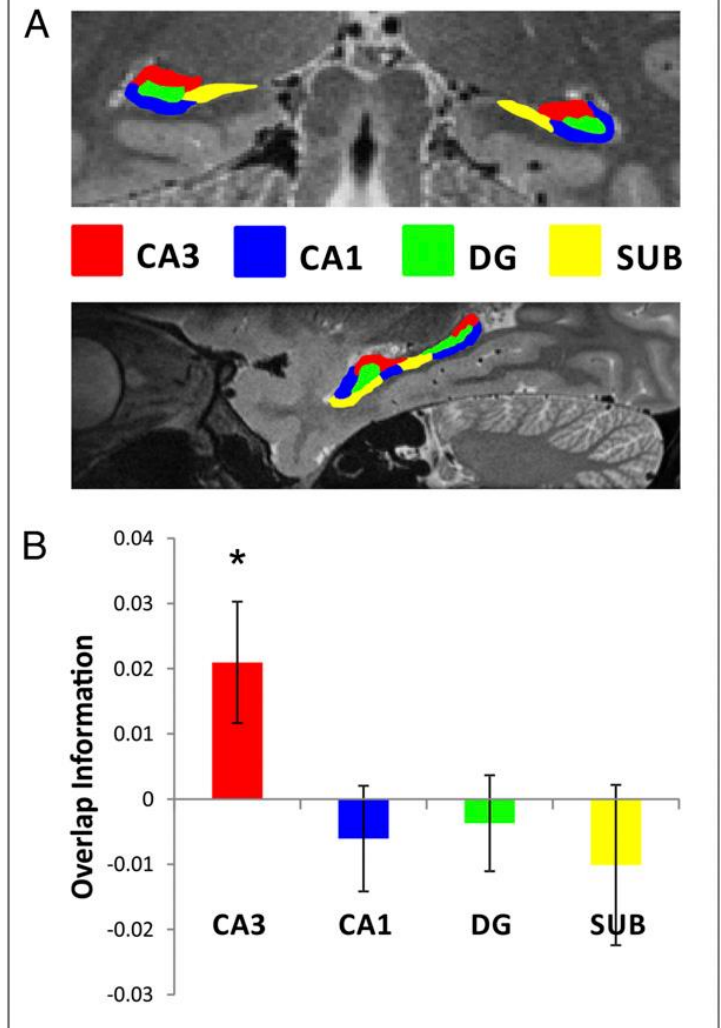 A
CA3 CA1 DG SUB
B
Overlap Information
0.04
*
0.03
0.02
0.01
0
-0.01
-0.02
-0.03
CA3 CA1 DG SUB